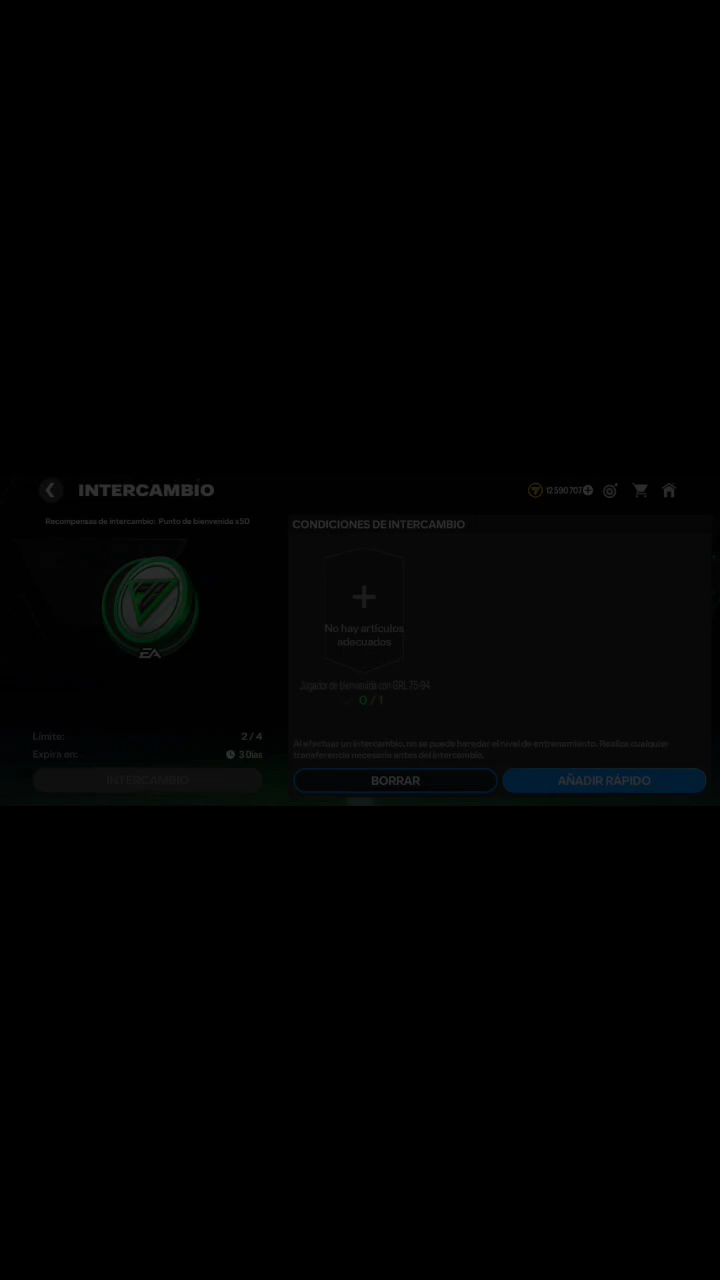 INTERCAMBIO
12 590 707
Recompensas de intercambio: Punto de bienvenida x50
CONDICIONES DE INTERCAMBIO
EA
No hay artículos
adecuados
Jugador de bienvenida con GRL 75-94
0 / 1
Límite: 2 / 4
Expira en: 3 Días
Al efectuar un intercambio, no se puede heredar el nivel de entrenamiento. Realiza cualquier
transferencia necesaria antes del intercambio.
INTERCAMBIO
BORRAR
AÑADIR RÁPIDO